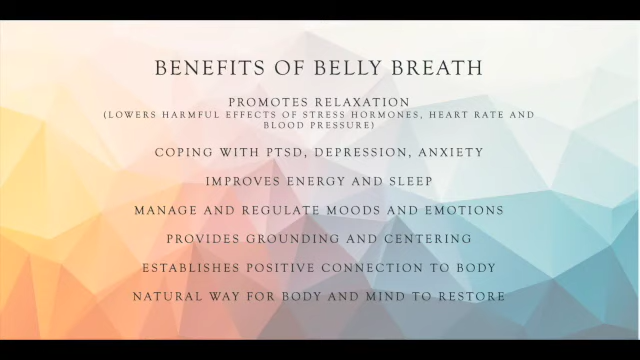 BENEFITS OF BELLY BREATH
PROMOTES RELAXATION
(LOWERS HARMFUL EFFECTS OF STRESS HORMONES, HEART RATE AND
BLOOD PRESSURE)
COPING WITH PTSD, DEPRESSION, ANXIETY
IMPROVES ENERGY AND SLEEP
MANAGE AND REGULATE MOODS AND EMOTIONS
PROVIDES GROUNDING AND CENTERING
ESTABLISHES POSITIVE CONNECTION TO BODY
NATURAL WAY FOR BODY AND MIND TO RESTORE